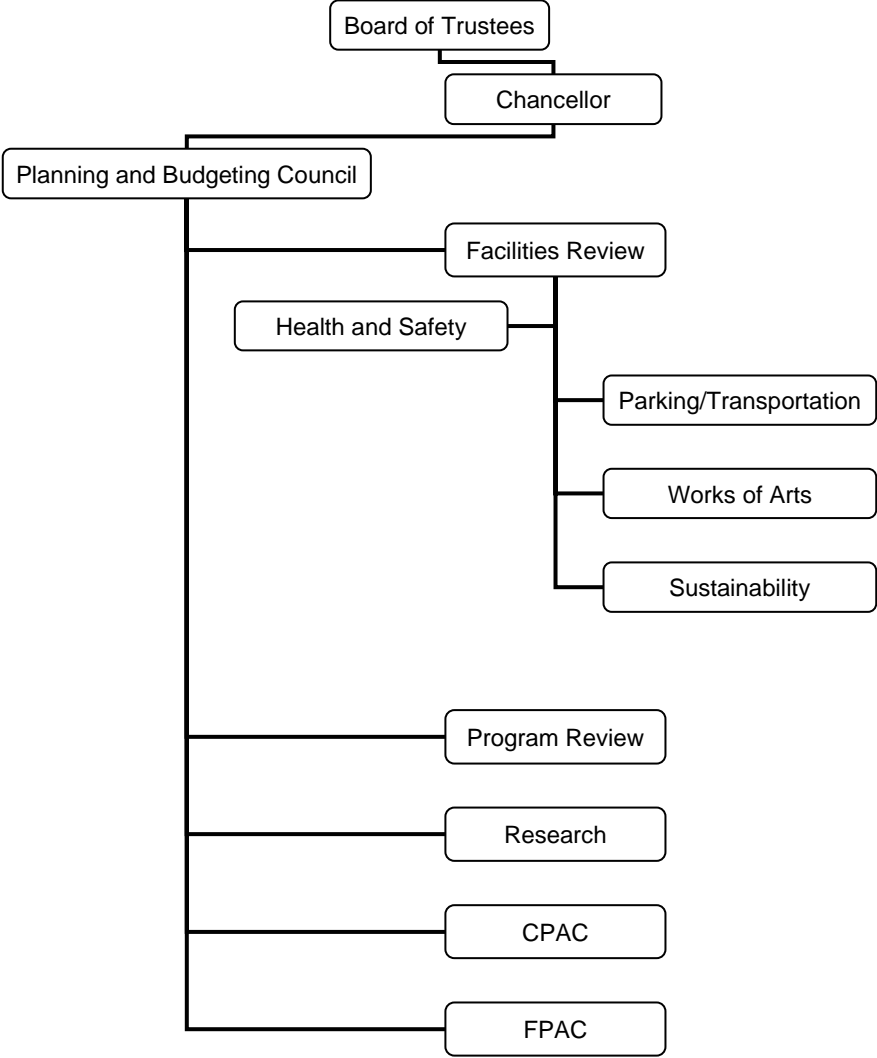 Board of Trustees
Chancellor
Planning and Budgeting Council
Facilities Review
Health and Safety
Parking/Transportation
Works of Arts
Sustainability
Program Review
Research
CPAC
FPAC